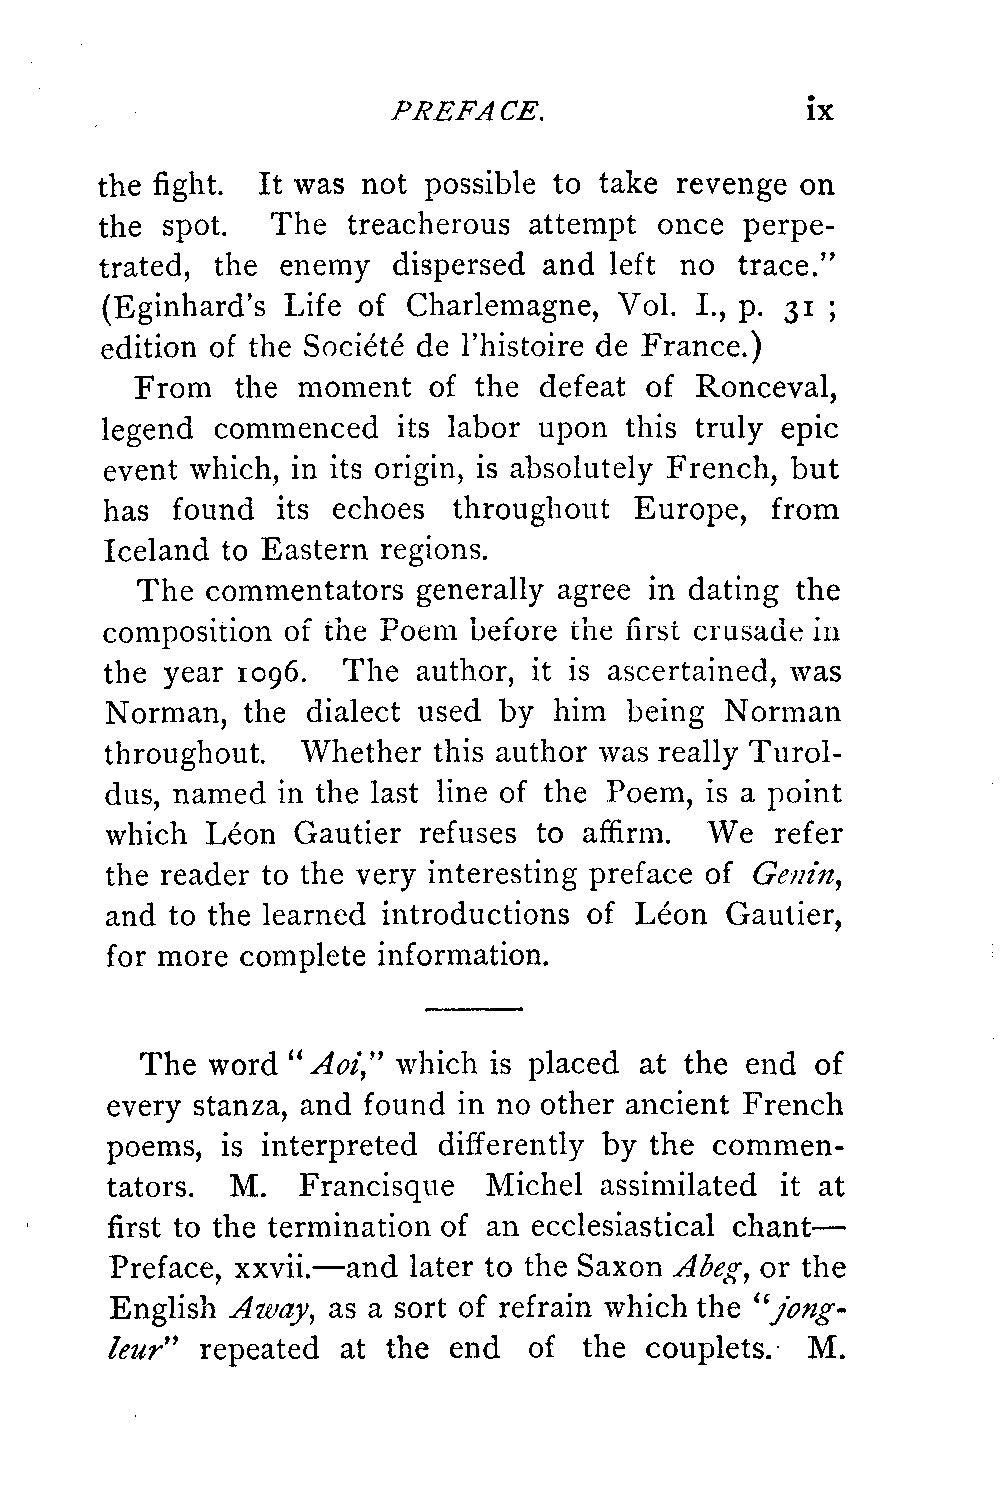 PREFACE. ix
the fight. It was not possible to take revenge on
the spot. The treacherous attempt once perpe-
trated, the enemy dispersed and left no trace."
(Eginhard's Life of Charlemagne, Vol. I., p. 31 ;
edition of the Société de l'histoire de France.)
From the moment of the defeat of Ronceval,
legend commenced its labor upon this truly epic
event which, in its origin, is absolutely French, but
has found its echoes throughout Europe, from
Iceland to Eastern regions.
The commentators generally agree in dating the
composition of the Poem before the first crusade in
the year 1096. The author, it is ascertained, was
Norman, the dialect used by him being Norman
throughout. Whether this author was really Turol-
dus, named in the last line of the Poem, is a point
which Léon Gautier refuses to affirm. We refer
the reader to the very interesting preface of Genin,
and to the learned introductions of Léon Gautier,
for more complete information.
The word "Aoi," which is placed at the end of
every stanza, and found in no other ancient French
poems, is interpreted differently by the commen-
tators. M. Francisque Michel assimilated it at
first to the termination of an ecclesiastical chant—
Preface, xxvii.—and later to the Saxon Abeg, or the
English Away, as a sort of refrain which the "jong-
leur" repeated at the end of the couplets. M.